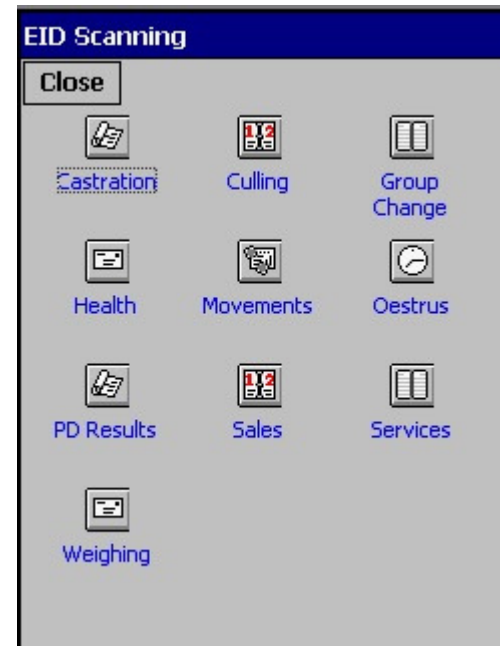 EID Scanning
Close
Castration
Culling
Group
Change
Health
Movements
Oestrus
PD Results
Sales
Services
Weighing